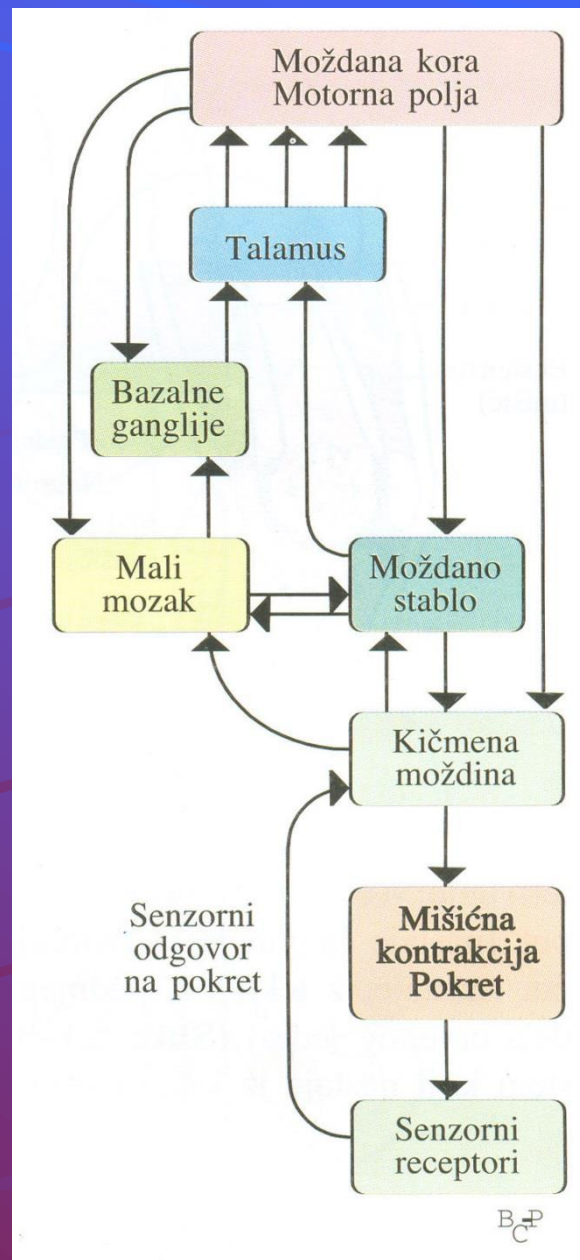 Moždana kora
Motorna polja
Talamus
Bazalne
ganglije
Mali
mozak
Moždano
stablo
Kičmena
moždina
Senzorni
odgovor
na pokret
Mišićna
kontrakcija
Pokret
Senzorni
receptori